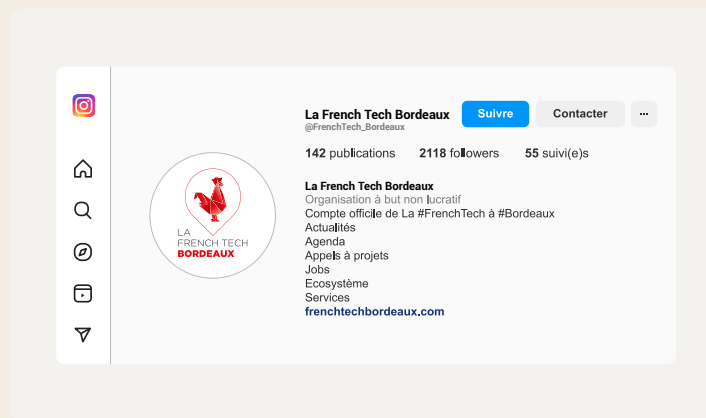 La French Tech Bordeaux
Suivre
Contacter
...
@FrenchTech_Bordeaux
142 publications 2118 followers 55 suivi(e)s
La French Tech Bordeaux
Organisation à but non lucratif
Compte officile de La #FrenchTech à #Bordeaux
Actualités
Agenda
Appels à projets
Jobs
Ecosystème
Services
frenchtechbordeaux.com
LA
FRENCH TECH
BORDEAUX